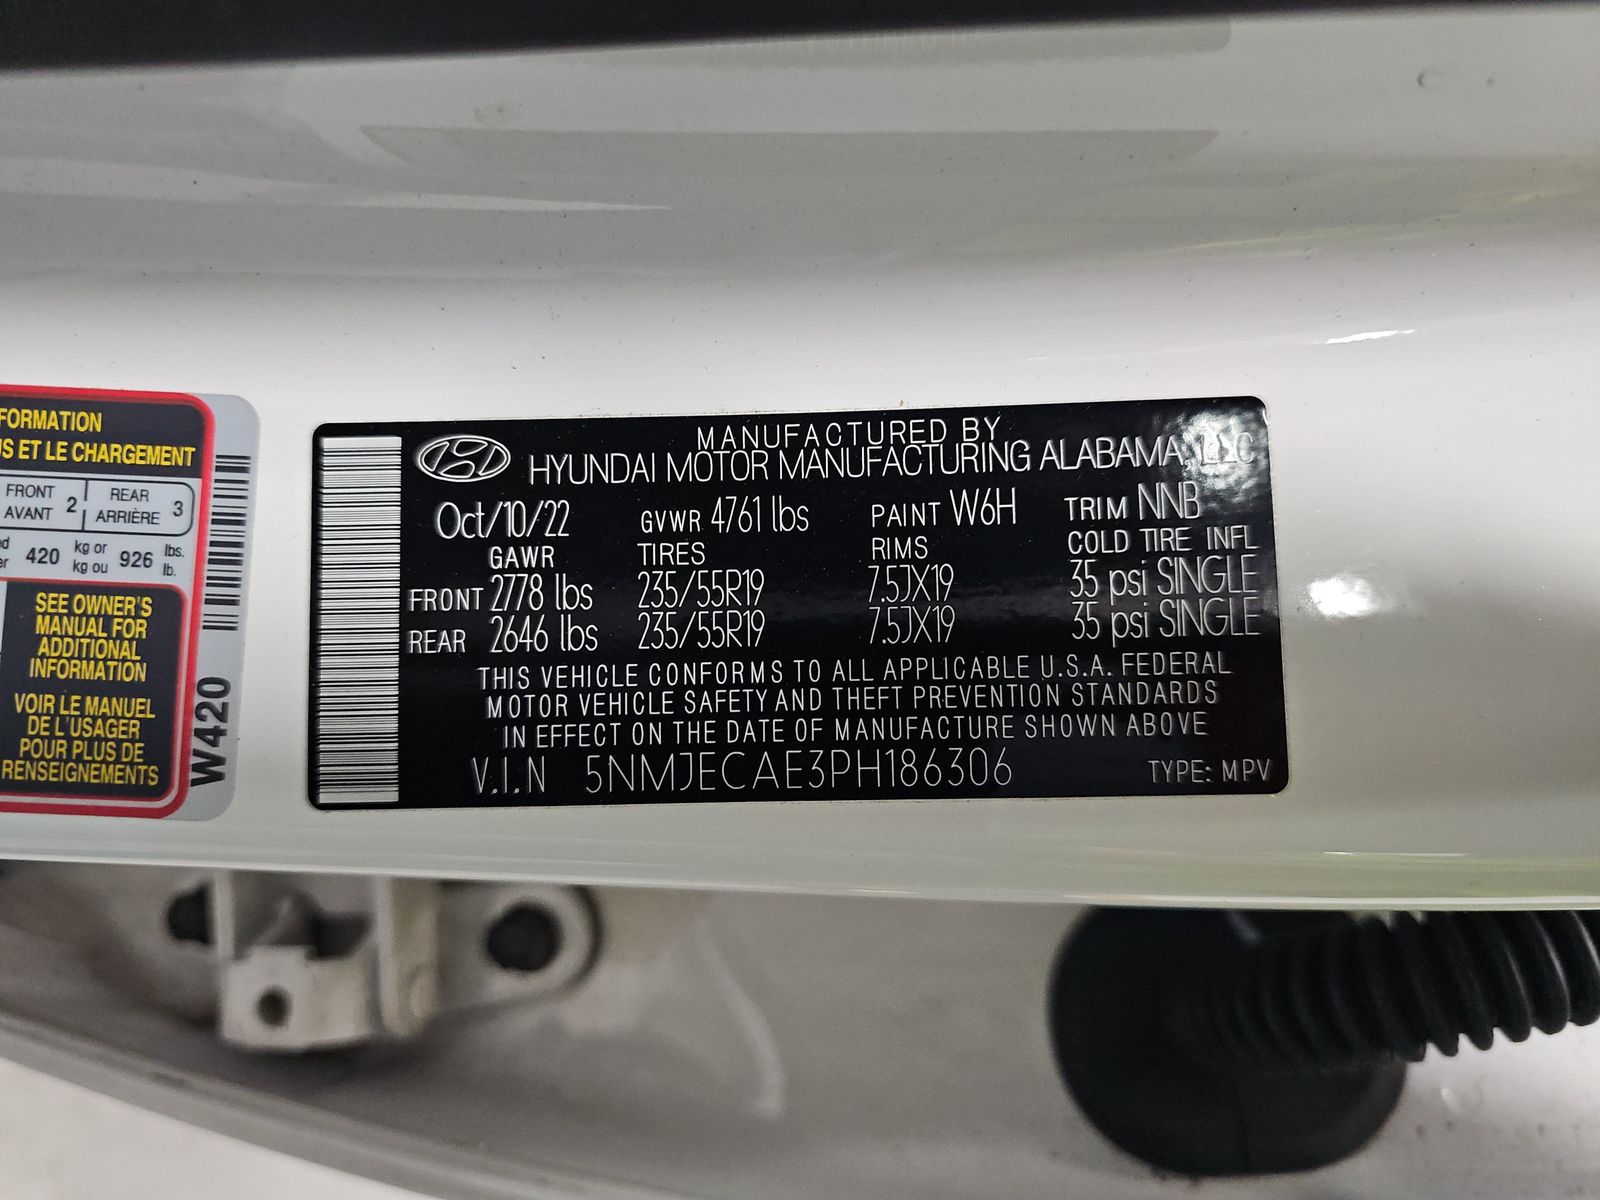 FORMATION
US ET LE CHARGEMENT
FRONT AVANT 2 REAR ARRIÈRE 3
420 kg or kg ou 926 lbs. lb.
SEE OWNER'S
MANUAL FOR
ADDITIONAL
INFORMATION
VOIR LE MANUEL
DE L'USAGER
POUR PLUS DE
RENSEIGNEMENTS
W420
MANUFACTURED BY
HYUNDAI MOTOR MANUFACTURING ALABAMA, LLC
Oct/10/22 GVWR 4761 lbs PAINT W6H TRIM NNB
GAWR TIRES RIMS COLD TIRE INFL
FRONT 2778 lbs 235/55R19 7.5JX19 35 psi SINGLE
REAR 2646 lbs 235/55R19 7.5JX19 35 psi SINGLE
THIS VEHICLE CONFORMS TO ALL APPLICABLE U.S.A. FEDERAL
MOTOR VEHICLE SAFETY AND THEFT PREVENTION STANDARDS
IN EFFECT ON THE DATE OF MANUFACTURE SHOWN ABOVE
V.I.N 5NMJECAE3PH186306 TYPE: MPV